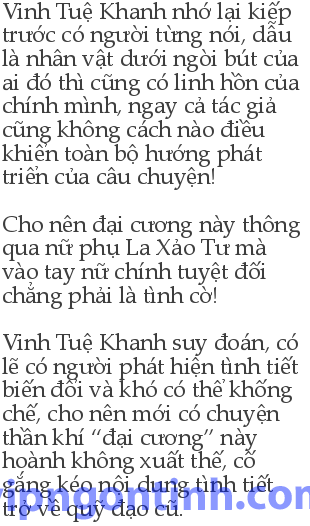 Vinh Tuệ Khanh nhớ lại kiếp
trước có người từng nói, dẫu
là nhân vật dưới ngòi bút của
ai đó thì cũng có linh hồn của
chính mình, ngay cả tác giả
cũng không cách nào điều
khiển toàn bộ hướng phát
triển của câu chuyện!
Cho nên đại cương này thông
qua nữ phụ La Xảo Tư mà
vào tay nữ chính tuyệt đối
chẳng phải là tình cờ!
Vinh Tuệ Khanh suy đoán, có
lẽ có người phát hiện tình tiết
biến đổi và khó có thể khống
chế, cho nên mới có chuyện
thần khí “đại cương” này
hoành không xuất thế, cố
gắng kéo nội dung tình tiết
trở về quỹ đạo cũ.
vipngontinh.com